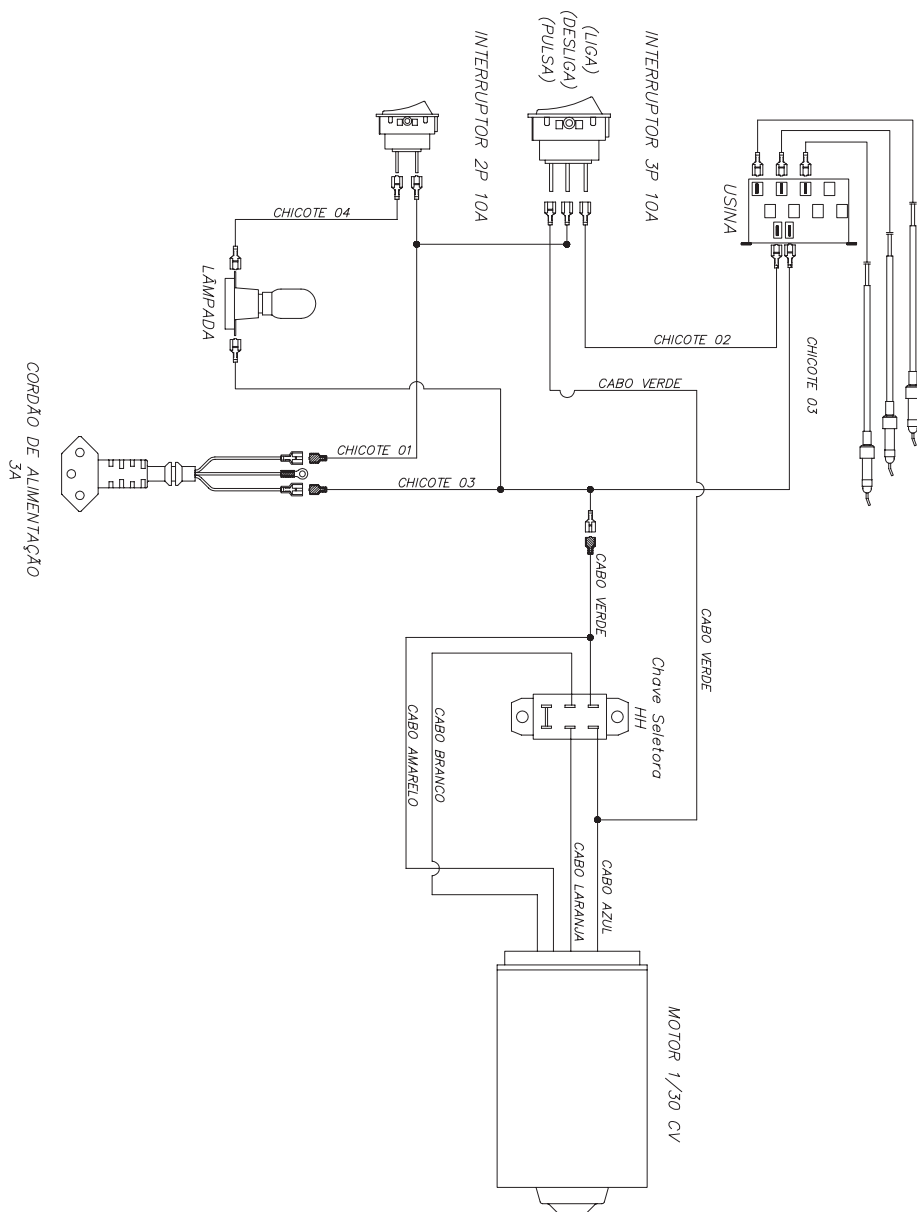 (LIGA)
(DESLIGA)
(PULSA)
INTERRUPTOR 3P 10A
INTERRUPTOR 2P 10A
USINA
CHICOTE 04
LÂMPADA
CHICOTE 02
CHICOTE 03
CABO VERDE
CORDÃO DE ALIMENTAÇÃO
3A
CHICOTE 01
CHICOTE 03
CABO VERDE
CABO VERDE
Chave Seletora
HH
CABO BRANCO
CABO AMARELO
CABO AZUL
CABO LARANJA
MOTOR 1/30 CV